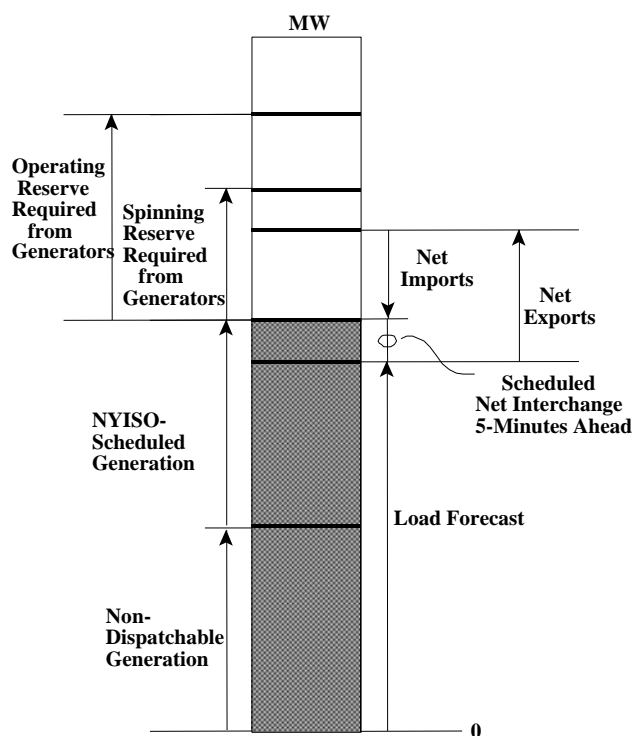 MW
Operating
Reserve
Required
from
Generators
Spinning
Reserve
Required
from
Generators
Net
Imports
Net
Exports
Scheduled
Net Interchange
5-Minutes Ahead
NYISO-
Scheduled
Generation
Load Forecast
Non-
Dispatchable
Generation
0